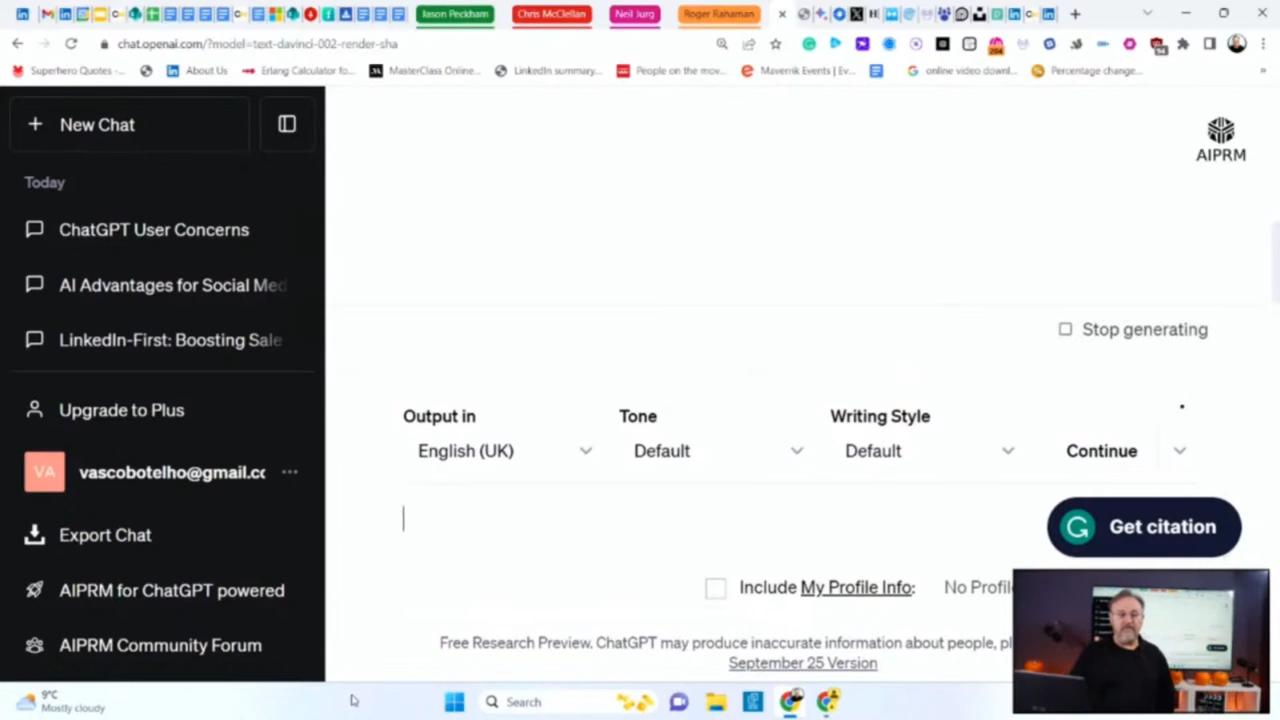 Jason Peckham
Chris McClellan
Neil Jurg
Roger Rahaman
chat.openai.com/?model=text-davinci-002-render-sha
204
Superhero Quotes -...
About Us
Erlang Calculator fo...
MasterClass Online...
LinkedIn summary...
People on the mov...
Maverrik Events | Ev...
online video downl...
Percentage change...
»
+ New Chat
AIPRM
Today
ChatGPT User Concerns
AI Advantages for Social Med
LinkedIn-First: Boosting Sale
Stop generating
Upgrade to Plus
Output in
Tone
Writing Style
English (UK)
Default
Default
Continue
VA
vascobotelho@gmail.cc
Export Chat
Get citation
AIPRM for ChatGPT powered
Include My Profile Info:
No Profil
AIPRM Community Forum
Free Research Preview. ChatGPT may produce inaccurate information about people, pl
September 25 Version
9°C
Mostly cloudy
Search